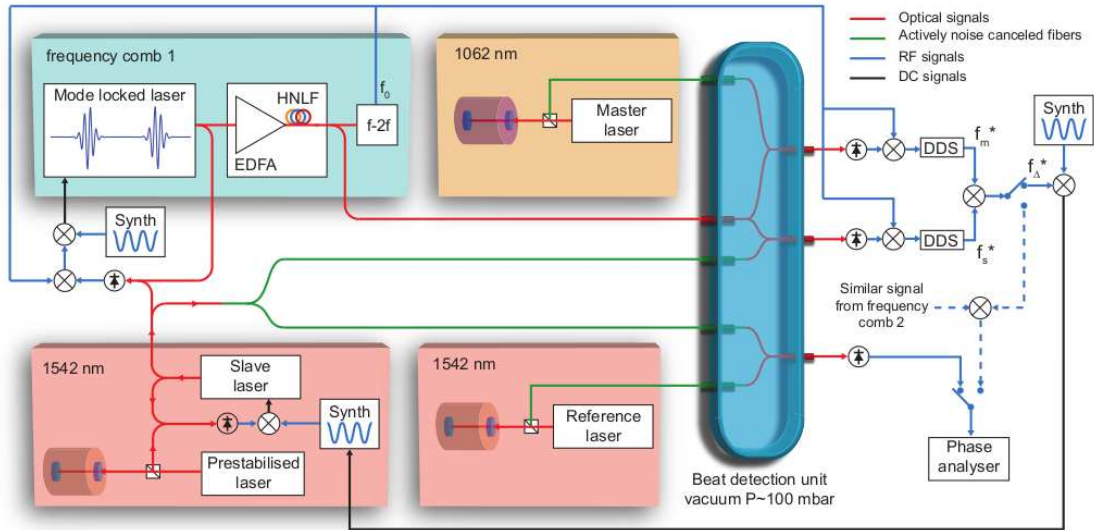 frequency comb 1
Mode locked laser
HNLF
EDFA
f-2f
f₀
1062 nm
Master
laser
Optical signals
Actively noise canceled fibers
RF signals
DC signals
Synth
DDS
fₘ*
f_Δ*
DDS
fₛ*
Synth
Similar signal
from frequency
comb 2
1542 nm
Slave
laser
Synth
Prestabilised
laser
1542 nm
Reference
laser
Beat detection unit
vacuum P~100 mbar
Phase
analyser